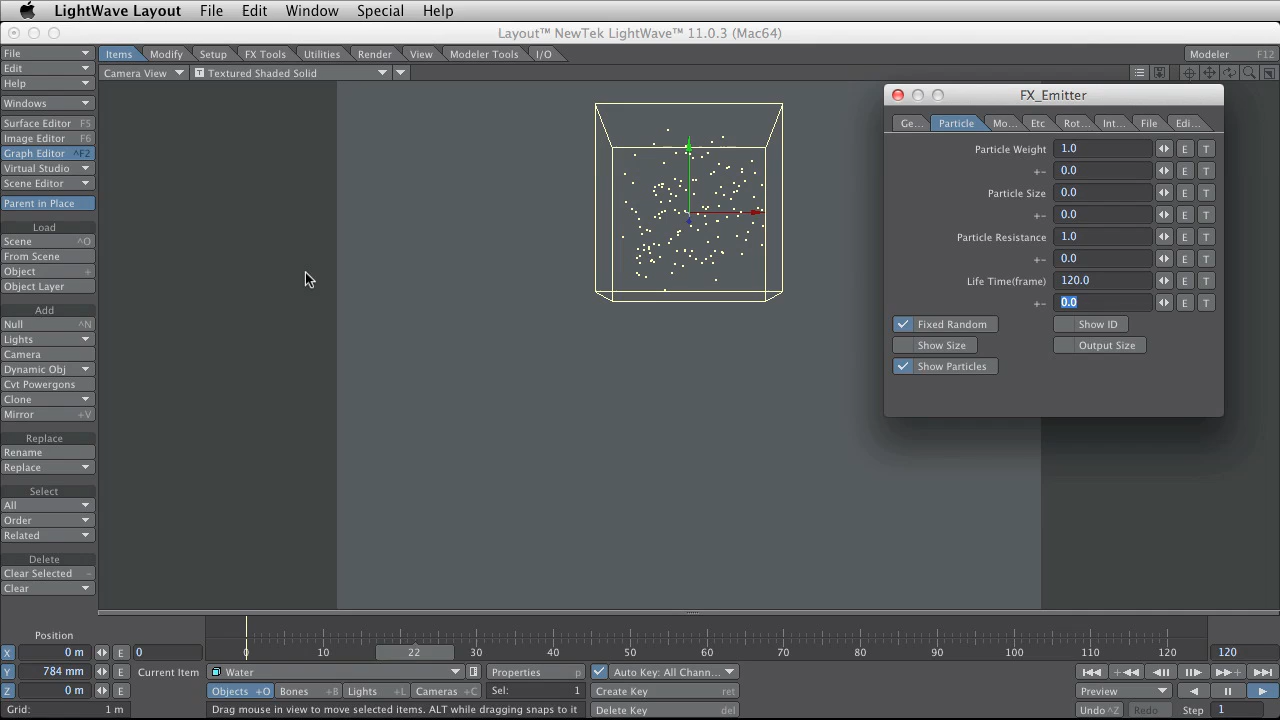 LightWave Layout File Edit Window Special Help
Layout™ NewTek LightWave™ 11.0.3 (Mac64)
File Items Modify Setup FX Tools Utilities Render View Modeler Tools I/O Modeler F12
Edit Camera View T Textured Shaded Solid
Help
Windows
Surface Editor F5
Image Editor F6
Graph Editor ^F2
Virtual Studio
Scene Editor
Parent in Place
Load
Scene ^O
From Scene
Object +
Object Layer
Add
Null ^N
Lights
Camera
Dynamic Obj
Cvt Powergons
Clone
Mirror +V
Replace
Rename
Replace
Select
All
Order
Related
Delete
Clear Selected -
Clear
FX_Emitter
Ge... Particle Mo... Etc Rot... Int... File Edi...
Particle Weight 1.0 E T
+- 0.0 E T
Particle Size 0.0 E T
+- 0.0 E T
Particle Resistance 1.0 E T
+- 0.0 E T
Life Time(frame) 120.0 E T
+- 0.0 E T
Fixed Random Show ID
Show Size Output Size
Show Particles
Position
X 0 m E 0 0 10 22 30 40 50 60 70 80 90 100 110 120 120
Y 784 mm E Current Item Water Properties p Auto Key: All Chann...
Z 0 m E Objects +O Bones +B Lights +L Cameras +C Sel: 1 Create Key ret Preview
Grid: 1 m Drag mouse in view to move selected items. ALT while dragging snaps to it Delete Key del Undo ^Z Redo Step 1